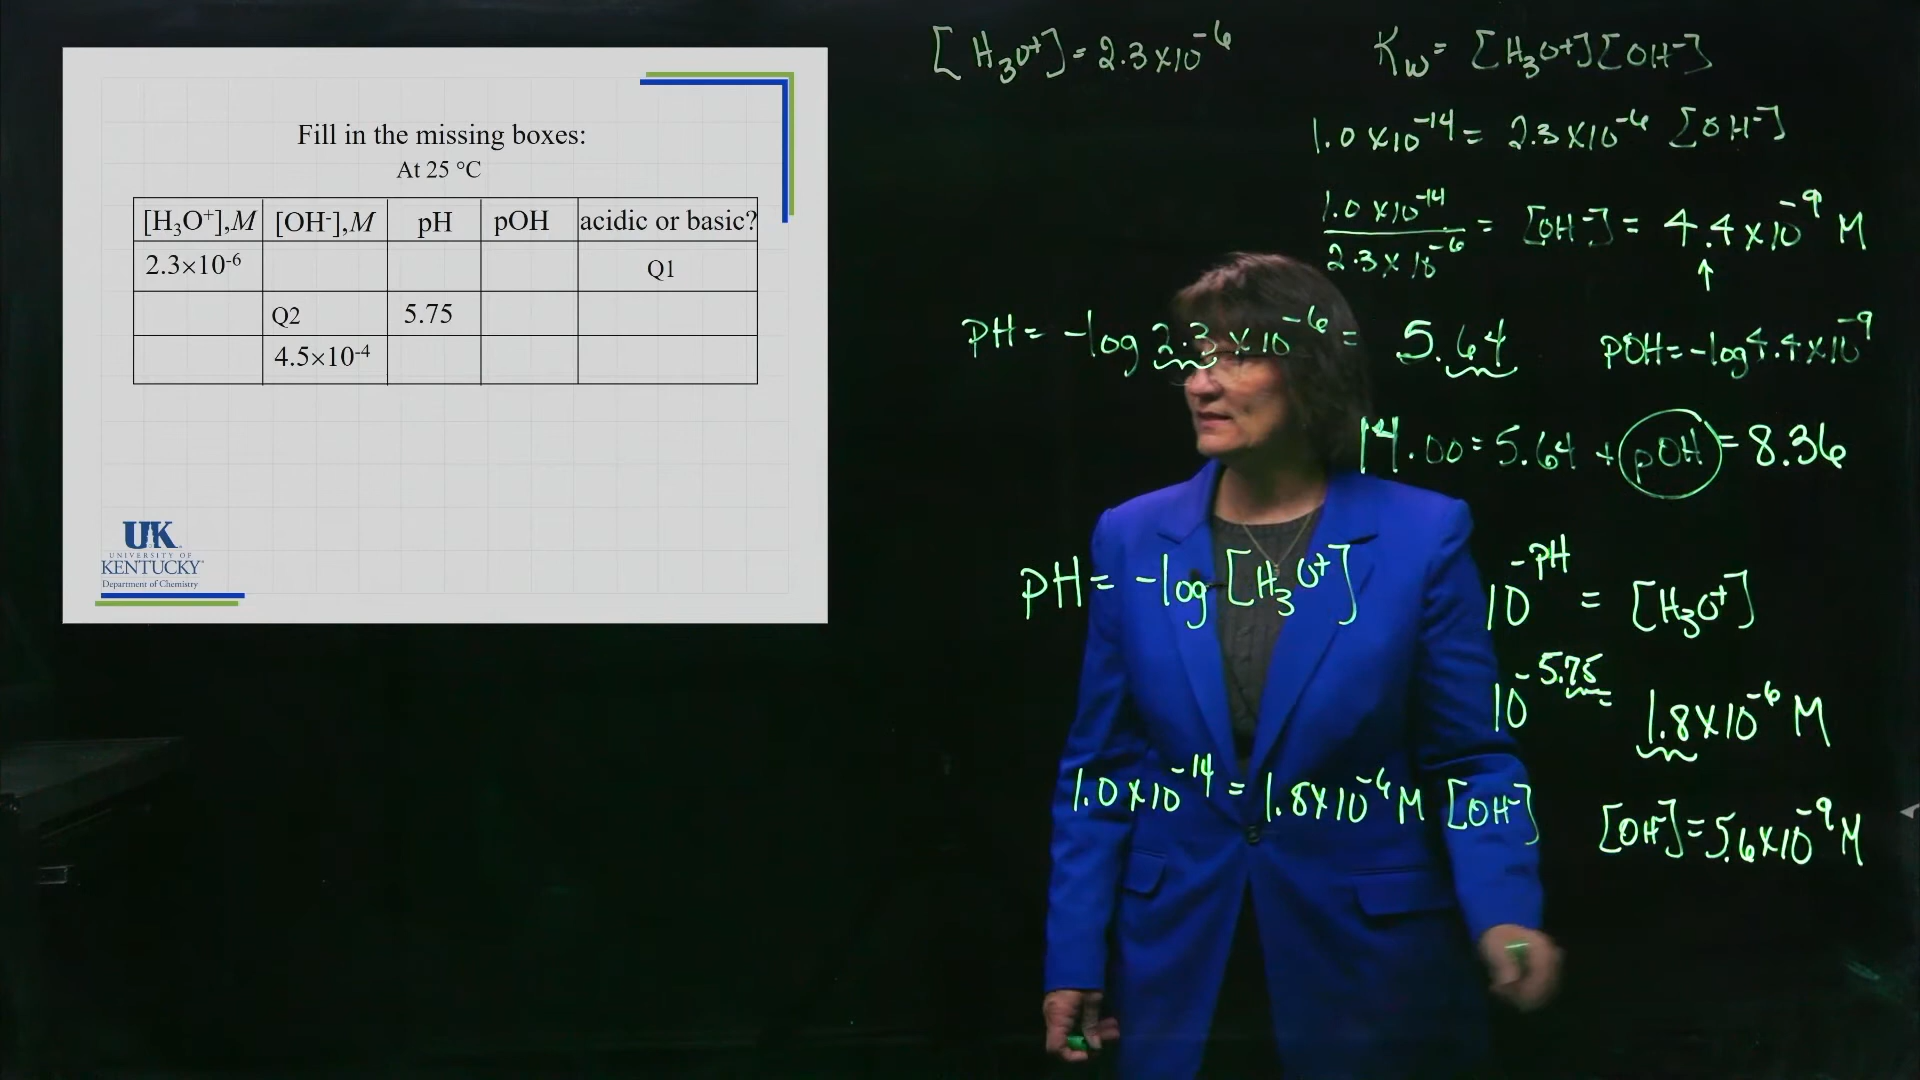 Fill in the missing boxes:
At 25 °C
[H₃O⁺],M [OH⁻],M pH pOH acidic or basic?
2.3×10⁻⁶ Q1
Q2 5.75
4.5×10⁻⁴
UK
UNIVERSITY OF
KENTUCKY
Department of Chemistry
[H₃O⁺] = 2.3×10⁻⁶
Kw = [H₃O⁺][OH⁻]
1.0×10⁻¹⁴ = 2.3×10⁻⁶ [OH⁻]
1.0×10⁻¹⁴
2.3×10⁻⁶ = [OH⁻] = 4.4×10⁻⁹ M
pH = -log 2.3×10⁻⁶ = 5.64
pOH = -log 4.4×10⁻⁹
14.00 = 5.64 + pOH = 8.36
pH = -log [H₃O⁺]
10^-pH = [H₃O⁺]
10^-5.75 = 1.8×10⁻⁶ M
1.0×10⁻¹⁴ = 1.8×10⁻⁶ M [OH⁻]
[OH⁻] = 5.6×10⁻⁹ M